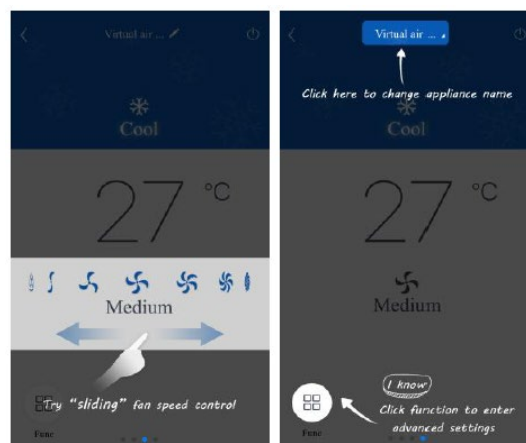 Virtual air ...
Cool
27 °C
Medium
Try "sliding" fan speed control
Func
Virtual air ...
Click here to change appliance name
Cool
27 °C
Medium
I know
Click function to enter
advanced settings
Func